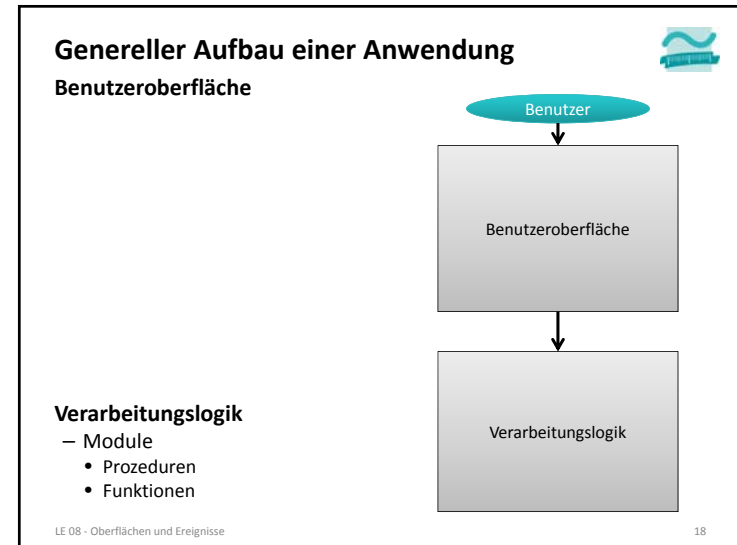 Genereller Aufbau einer Anwendung
Benutzeroberfläche
Benutzer
Benutzeroberfläche
Verarbeitungslogik
– Module
• Prozeduren
• Funktionen
Verarbeitungslogik
LE 08 - Oberflächen und Ereignisse
18